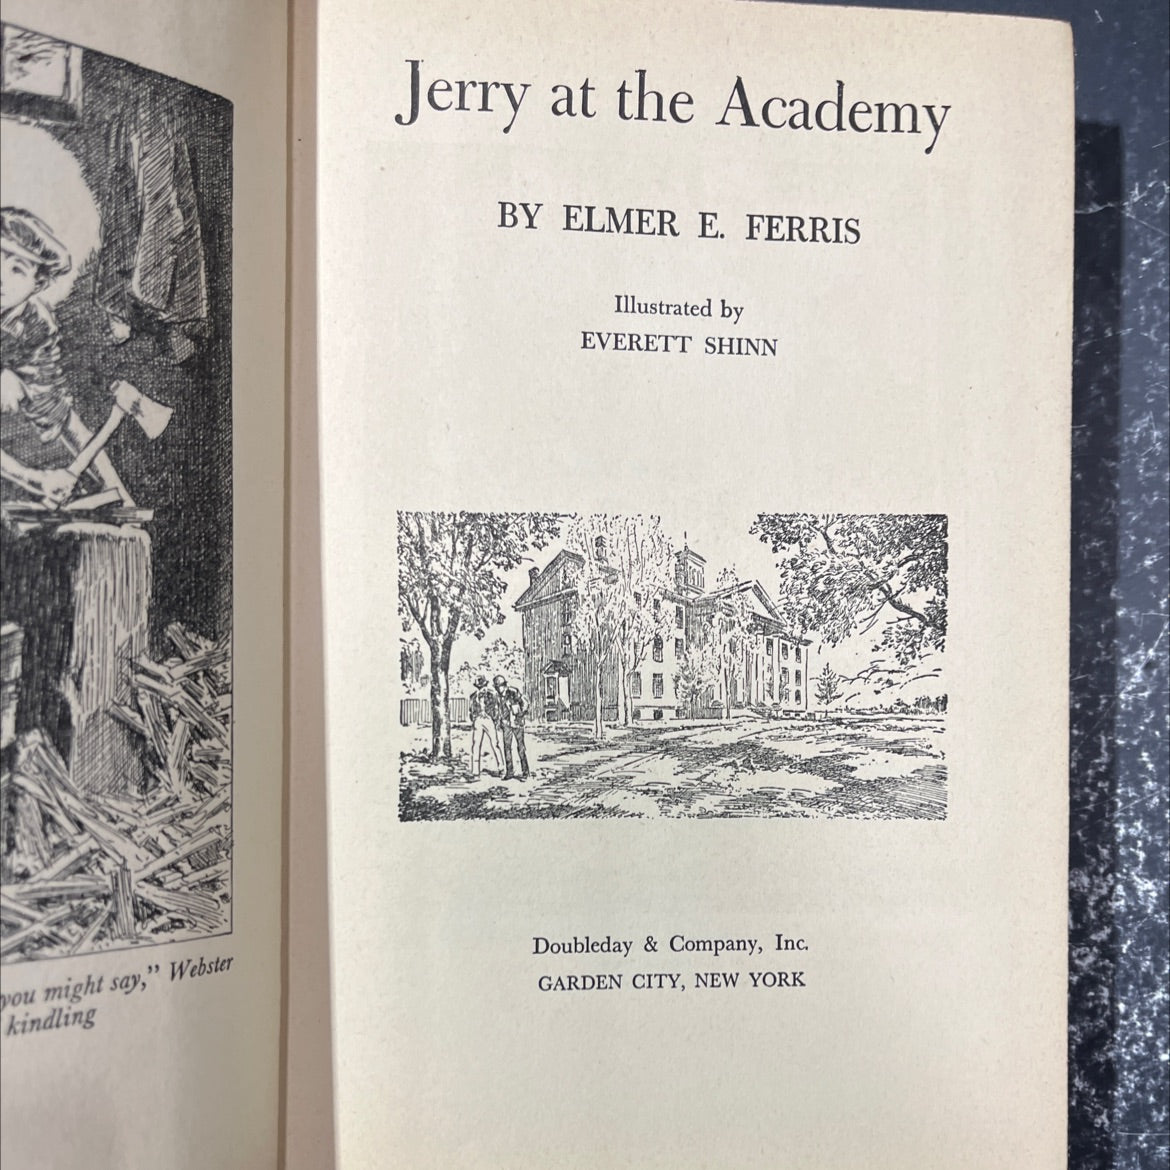 you might say," Webster
kindling
Jerry at the Academy
BY ELMER E. FERRIS
Illustrated by
EVERETT SHINN
Doubleday & Company, Inc.
GARDEN CITY, NEW YORK